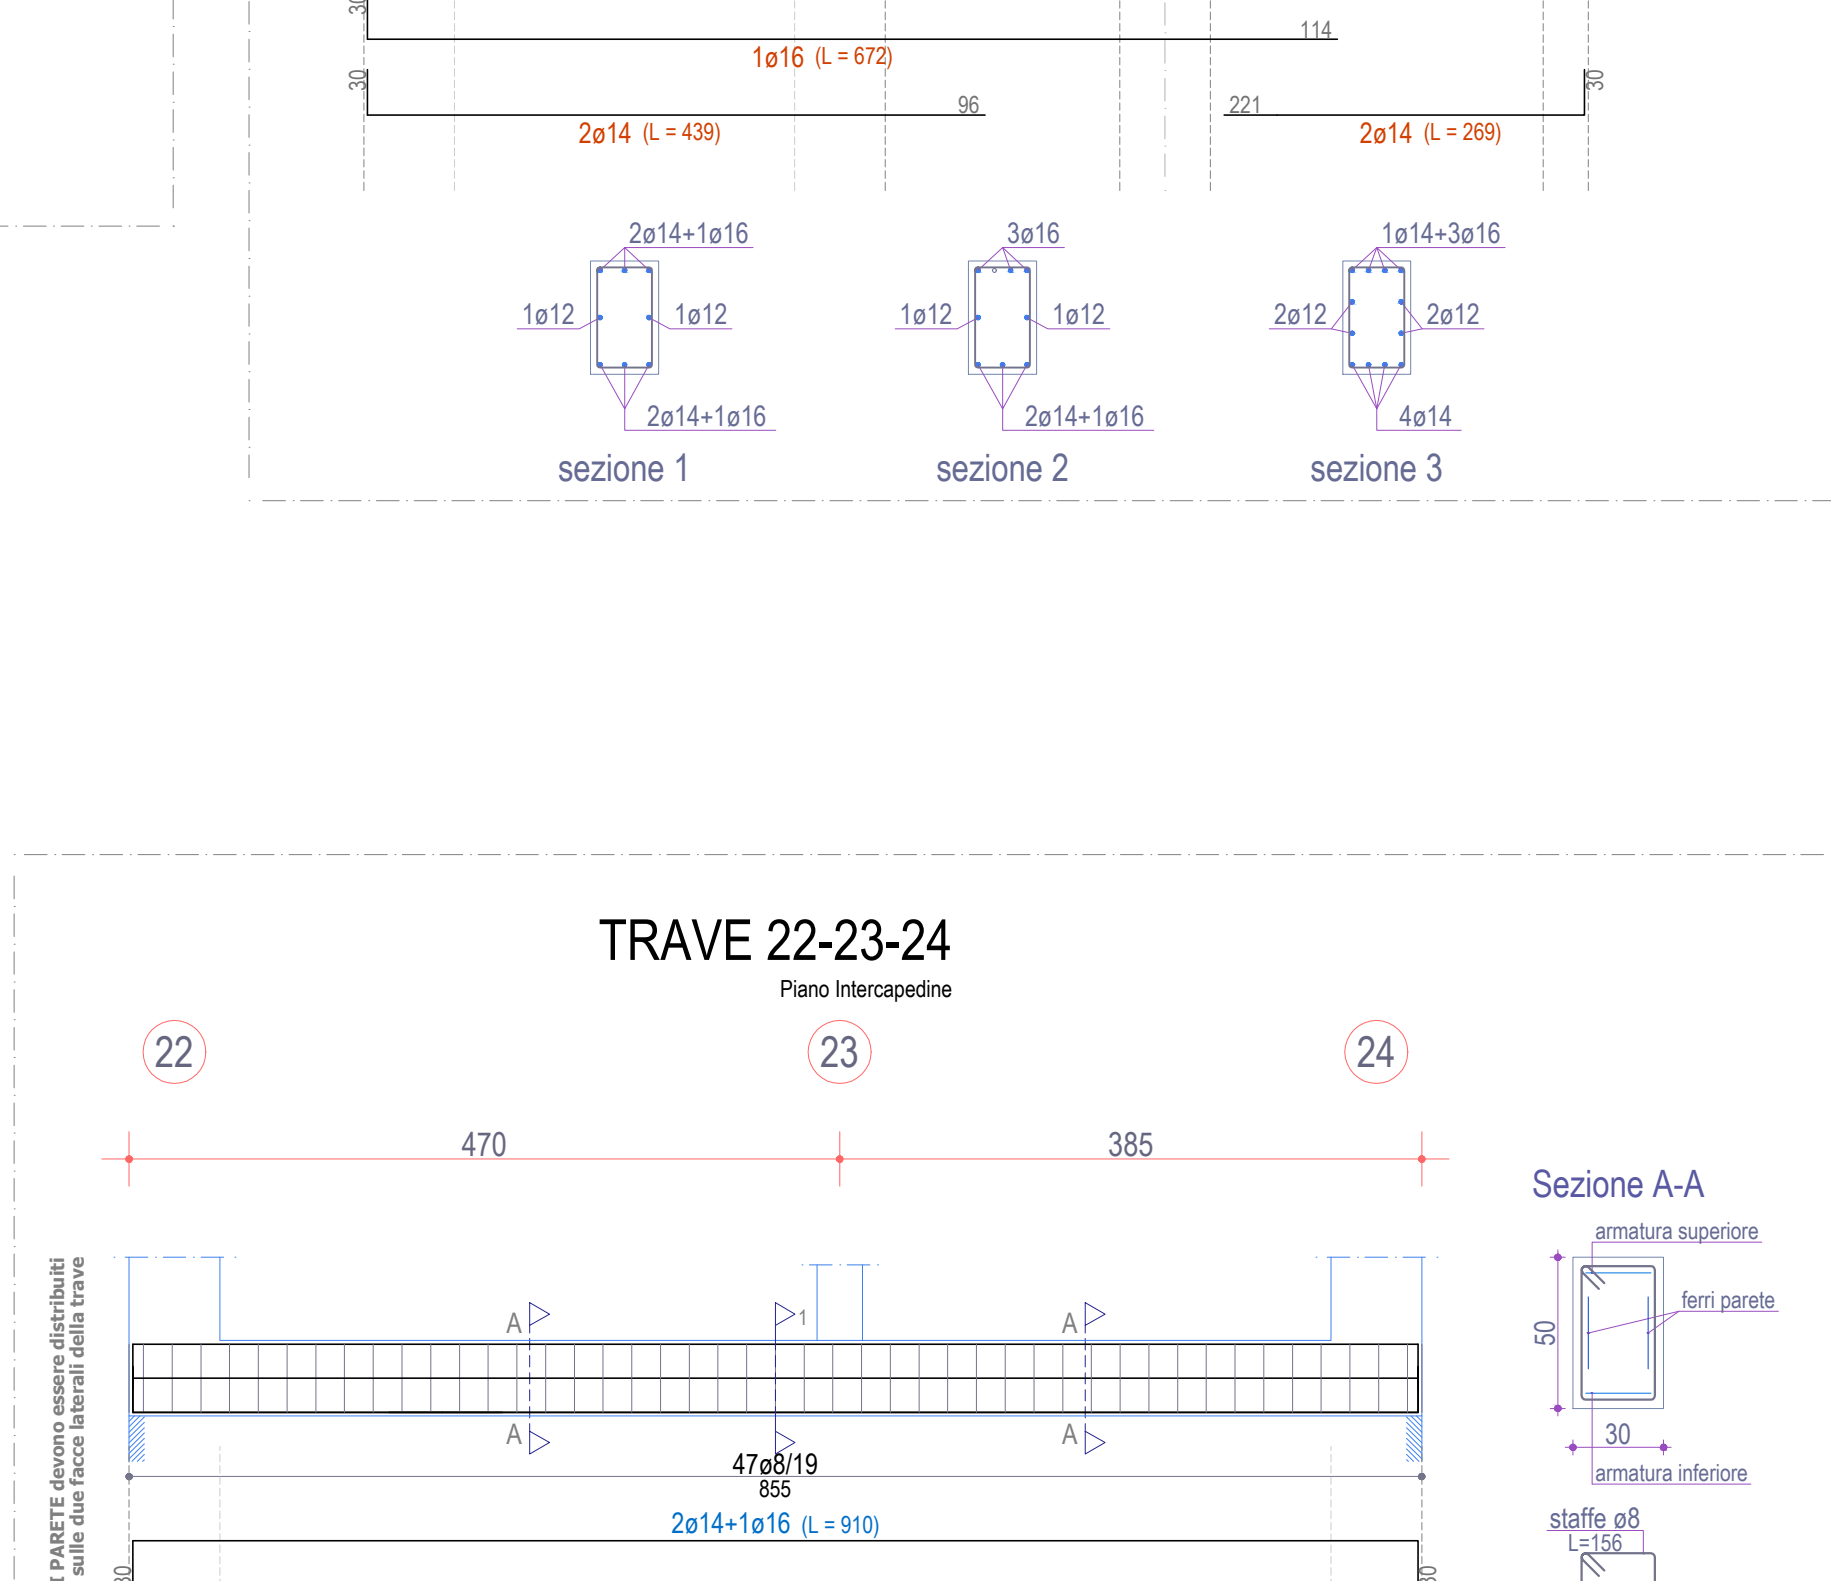 30
114
1ø16 (L = 672)
30
96
221
30
2ø14 (L = 439)
2ø14 (L = 269)
2ø14+1ø16
3ø16
1ø14+3ø16
1ø12
1ø12
1ø12
1ø12
2ø12
2ø12
2ø14+1ø16
2ø14+1ø16
4ø14
sezione 1
sezione 2
sezione 3
TRAVE 22-23-24
Piano Intercapedine
22
23
24
470
385
Sezione A-A
armatura superiore
ferri parete
50
30
armatura inferiore
staffe ø8
L=156
PARETE devono essere distribuiti
sulle due facce laterali della trave
A
1
A
A
A
47ø8/19
855
2ø14+1ø16 (L = 910)